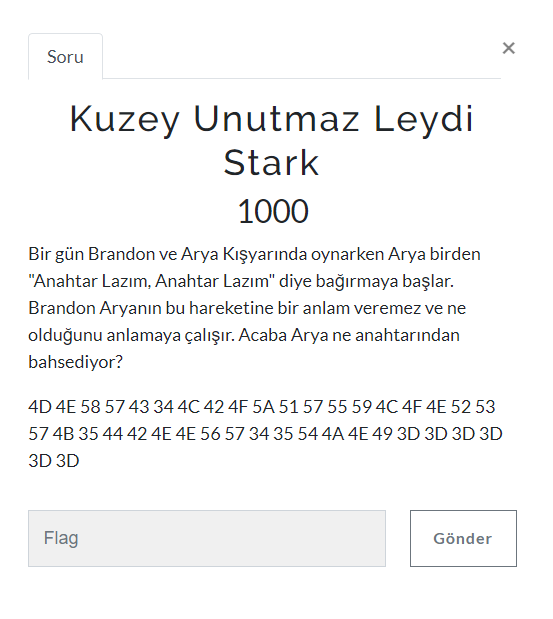 Soru
×
Kuzey Unutmaz Leydi
Stark
1000
Bir gün Brandon ve Arya Kışyarında oynarken Arya birden
"Anahtar Lazım, Anahtar Lazım" diye bağırmaya başlar.
Brandon Aryanın bu hareketine bir anlam veremez ve ne
olduğunu anlamaya çalışır. Acaba Arya ne anahtarından
bahsediyor?
4D 4E 58 57 43 34 4C 42 4F 5A 51 57 55 59 4C 4F 4E 52 53
57 4B 35 44 42 4E 4E 56 57 34 35 54 4A 4E 49 3D 3D 3D 3D
3D 3D
Flag
Gönder